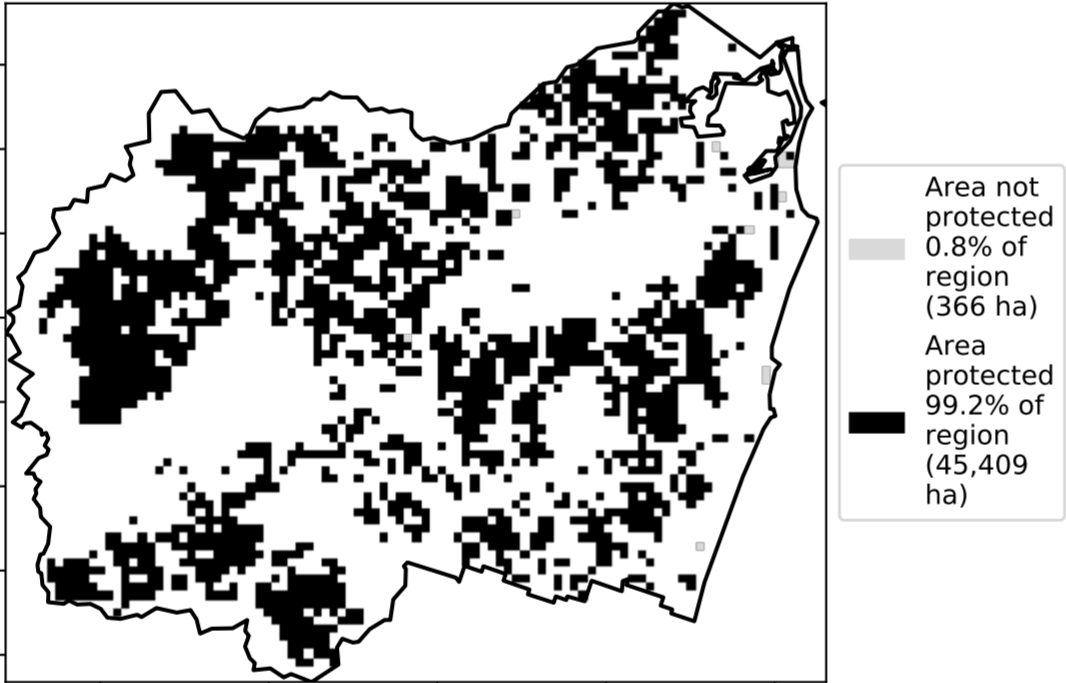 Area not
protected
0.8% of
region
(366 ha)
Area
protected
99.2% of
region
(45,409
ha)